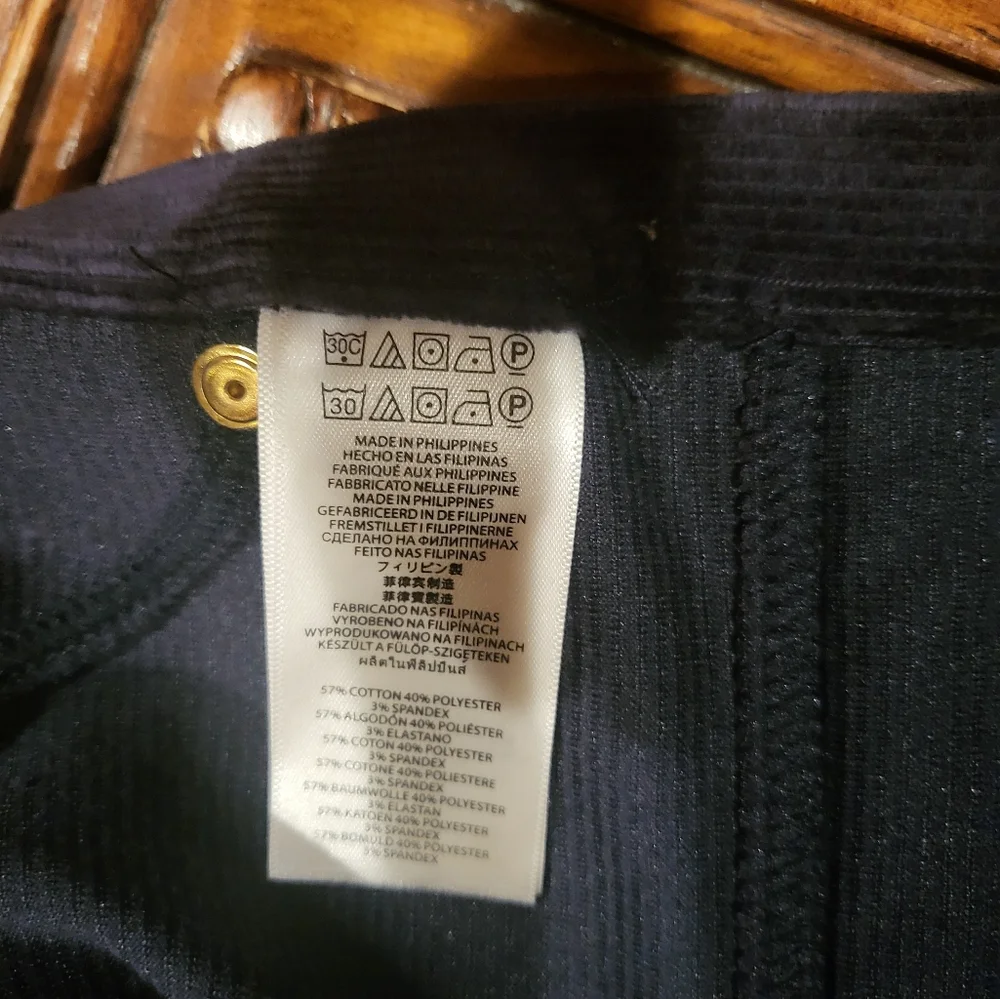 30C P
30 P
MADE IN PHILIPPINES
HECHO EN LAS FILIPINAS
FABRIQUÉ AUX PHILIPPINES
FABBRICATO NELLE FILIPPINE
MADE IN PHILIPPINES
GEFABRICEERD IN DE FILIPIJNEN
FREMSTILLET I FILIPPINERNE
СДЕЛАНО НА ФИЛИППИНАХ
FEITO NAS FILIPINAS
フィリピン製
菲律宾制造
菲律賓製造
FABRICADO NAS FILIPINAS
VYROBENO NA FILIPÍNÁCH
WYPRODUKOWANO NA FILIPINACH
KÉSZÜLT A FÜLÖP-SZIGETEKEN
ผลิตในฟิลิปปินส์
57% COTTON 40% POLYESTER
3% SPANDEX
57% ALGODÓN 40% POLIÉSTER
3% ELASTANO
57% COTON 40% POLYESTER
3% SPANDEX
57% COTONE 40% POLIESTERE
3% SPANDEX
57% BAUMWOLLE 40% POLYESTER
3% ELASTAN
57% KATOEN 40% POLYESTER
3% SPANDEX
57% BOMULD 40% POLYESTER
3% SPANDEX